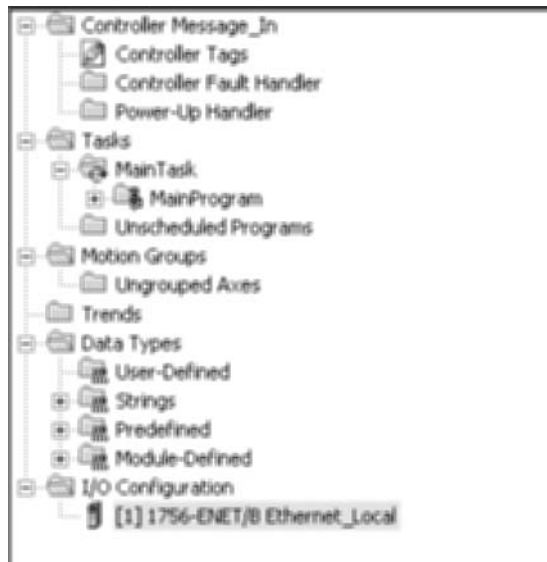 Controller Message_In
Controller Tags
Controller Fault Handler
Power-Up Handler
Tasks
MainTask
MainProgram
Unscheduled Programs
Motion Groups
Ungrouped Axes
Trends
Data Types
User-Defined
Strings
Predefined
Module-Defined
I/O Configuration
[1] 1756-ENET/B Ethernet_Local